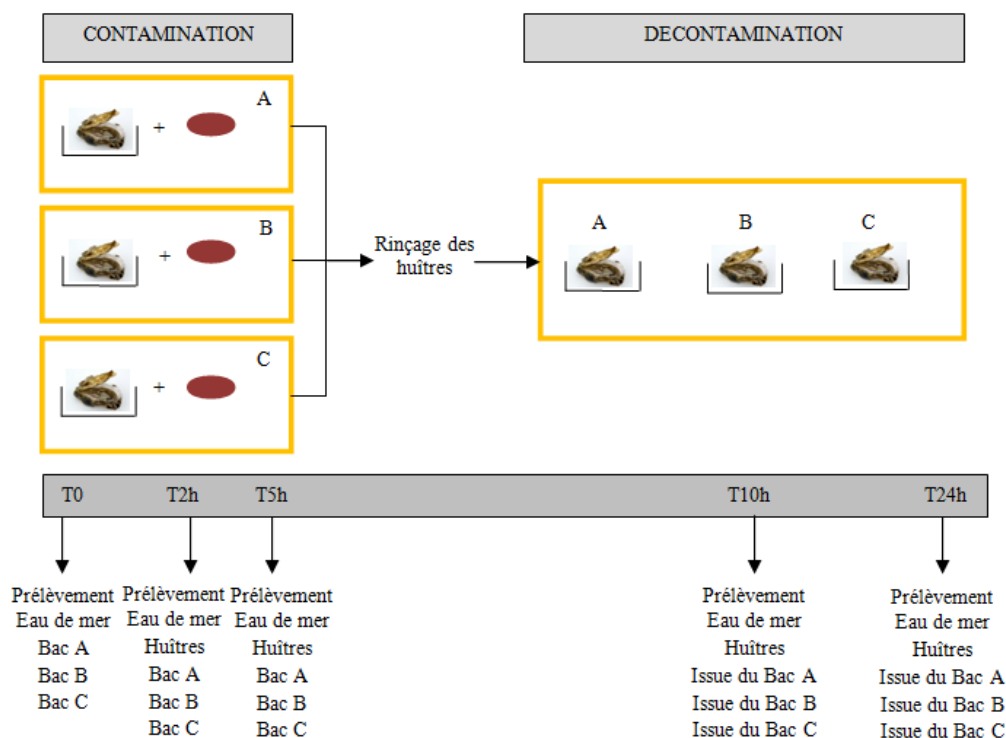 CONTAMINATION
DECONTAMINATION
A
+
B
+
C
+
Rinçage des
huîtres
A
B
C
T0
T2h
T5h
T10h
T24h
Prélèvement
Eau de mer
Bac A
Bac B
Bac C
Prélèvement
Eau de mer
Huîtres
Bac A
Bac B
Bac C
Prélèvement
Eau de mer
Huîtres
Bac A
Bac B
Bac C
Prélèvement
Eau de mer
Huîtres
Issue du Bac A
Issue du Bac B
Issue du Bac C
Prélèvement
Eau de mer
Huîtres
Issue du Bac A
Issue du Bac B
Issue du Bac C